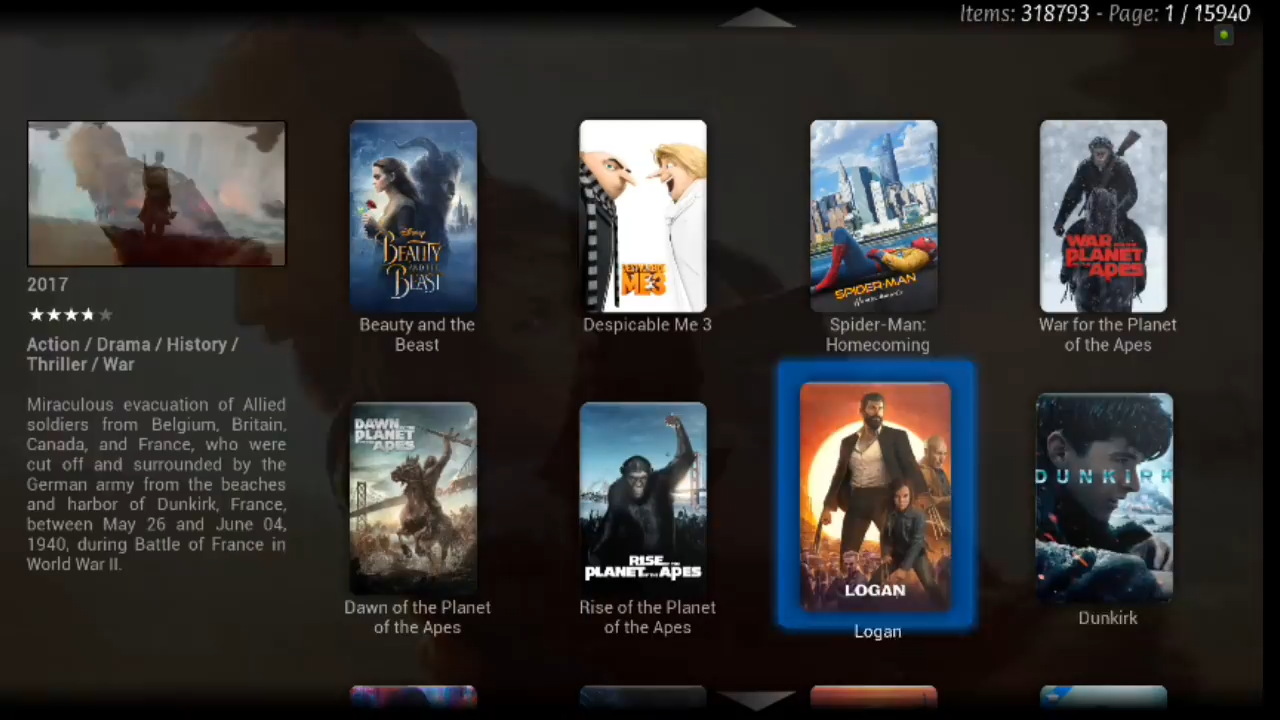 Items: 318793 - Page: 1 / 15940
2017
Action / Drama / History /
Thriller / War
Miraculous evacuation of Allied
soldiers from Belgium, Britain,
Canada, and France, who were
cut off and surrounded by the
German army from the beaches
and harbor of Dunkirk, France,
between May 26 and June 04,
1940, during Battle of France in
World War II.
Disney
BEAUTY
AND THE
BEAST
Beauty and the
Beast
DESPICABLE
ME3
Despicable Me 3
SPIDER-MAN
Homecoming
Spider-Man:
Homecoming
WAR FOR THE
PLANET
OF THE APES
War for the Planet
of the Apes
DAWN OF THE
PLANET
OF THE APES
Dawn of the Planet
of the Apes
RISE OF THE
PLANET OF THE APES
Rise of the Planet
of the Apes
LOGAN
Logan
DUNKIRK
Dunkirk